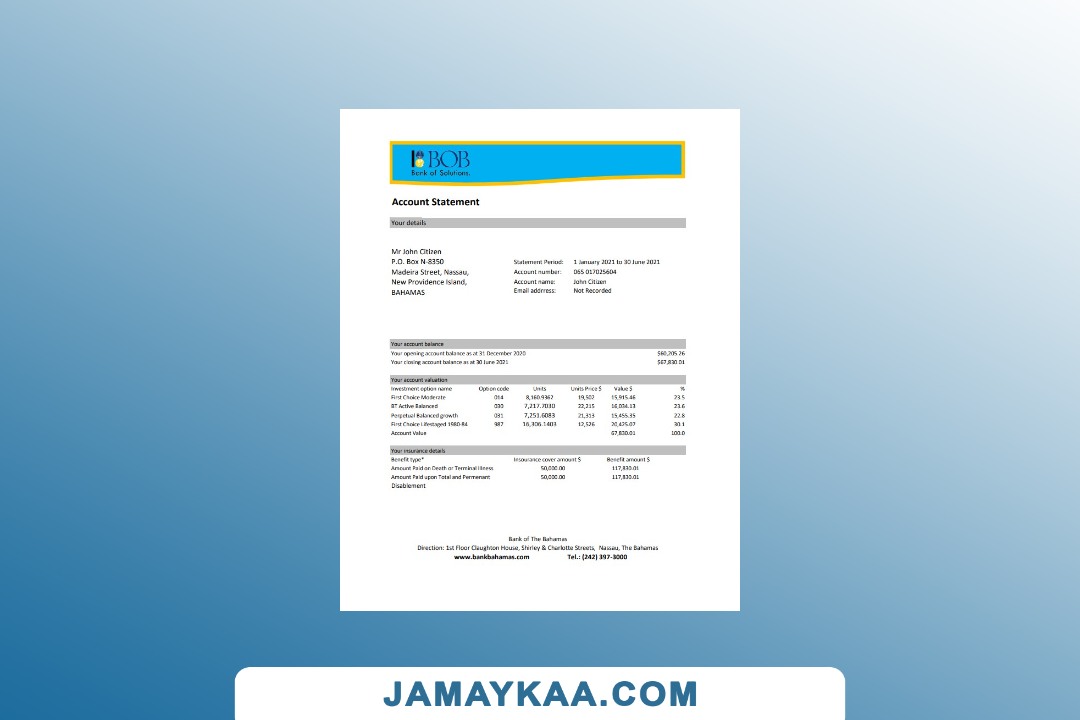 BOB
Bank of Solutions.
Account Statement
Your details
Mr John Citizen
P.O. Box N-8350
Madeira Street, Nassau,
New Providence Island,
BAHAMAS
Statement Period: 1 January 2021 to 30 June 2021
Account number: 065 017025604
Account name: John Citizen
Email addrress: Not Recorded
Your account balance
Your opening account balance as at 31 December 2020 $60,205.76
Your closing account balance as at 30 June 2021 $67,830.01
Your account valuation
Investment option name Option code Units Units Price $ Value $ %
First Choice Moderate 014 8,160.9362 19,502 15,915.46 23.5
BT Active Balanced 030 7,217.7030 22,215 16,034.13 23.6
Perpetual Balanced growth 031 7,251.6083 21,313 15,455.35 22.8
First Choice Lifestaged 1980-84 987 16,306.1403 12,526 20,425.07 30.1
Account Value 67,830.01 100.0
Your insurance details
Benefit type* Insourance cover amount $ Benefit amount $
Amount Paid on Death or Terminal Illness 50,000.00 117,830.01
Amount Paid upon Total and Permenant 50,000.00 117,830.01
Disablement
Bank of The Bahamas
Direction: 1st Floor Claughton House, Shirley & Charlotte Streets, Nassau, The Bahamas
www.bankbahamas.com Tel.: (242) 397-3000
JAMAYKAA.COM